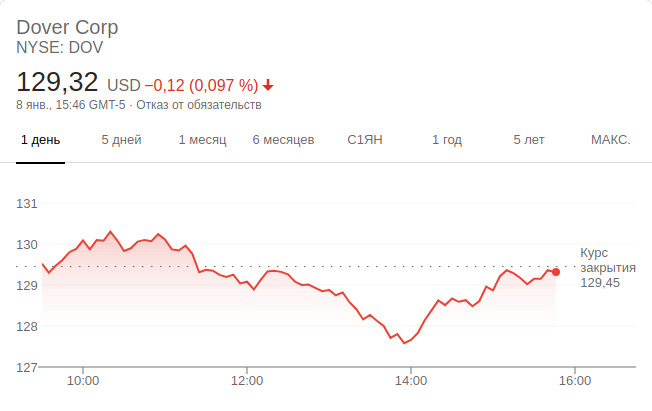 Dover Corp
NYSE: DOV
129,32 USD −0,12 (0,097 %)
8 янв., 15:46 GMT-5 · Отказ от обязательств
1 день 5 дней 1 месяц 6 месяцев С1ЯН 1 год 5 лет МАКС.
131
130
Курс
закрытия
129,45
129
128
127
10:00 12:00 14:00 16:00